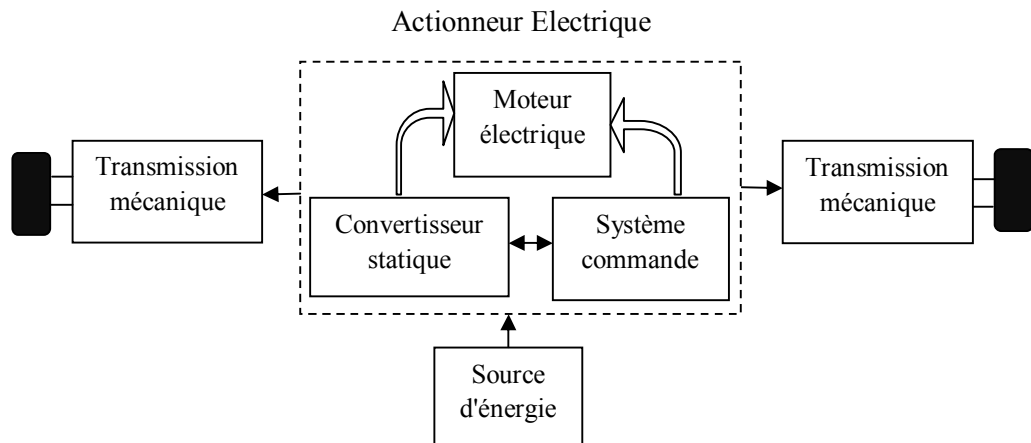 Actionneur Electrique
Moteur
électrique
Transmission
mécanique
Transmission
mécanique
Convertisseur
statique
Système
commande
Source
d'énergie